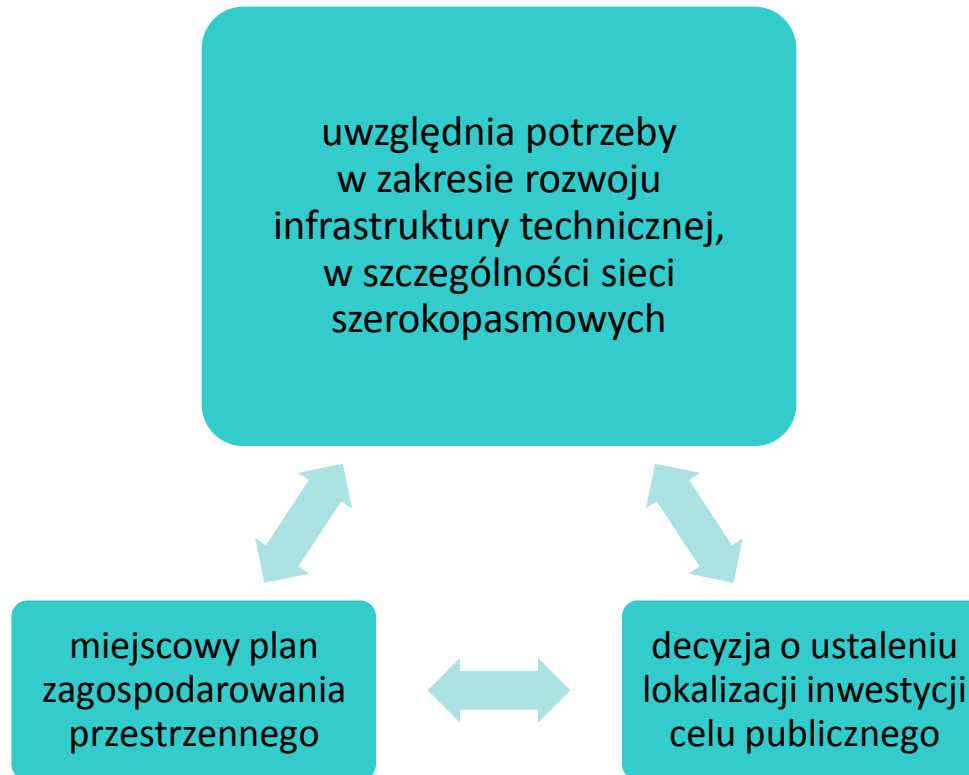 uwzględnia potrzeby
w zakresie rozwoju
infrastruktury technicznej,
w szczególności sieci
szerokopasmowych
miejscowy plan
zagospodarowania
przestrzennego
decyzja o ustaleniu
lokalizacji inwestycji
celu publicznego